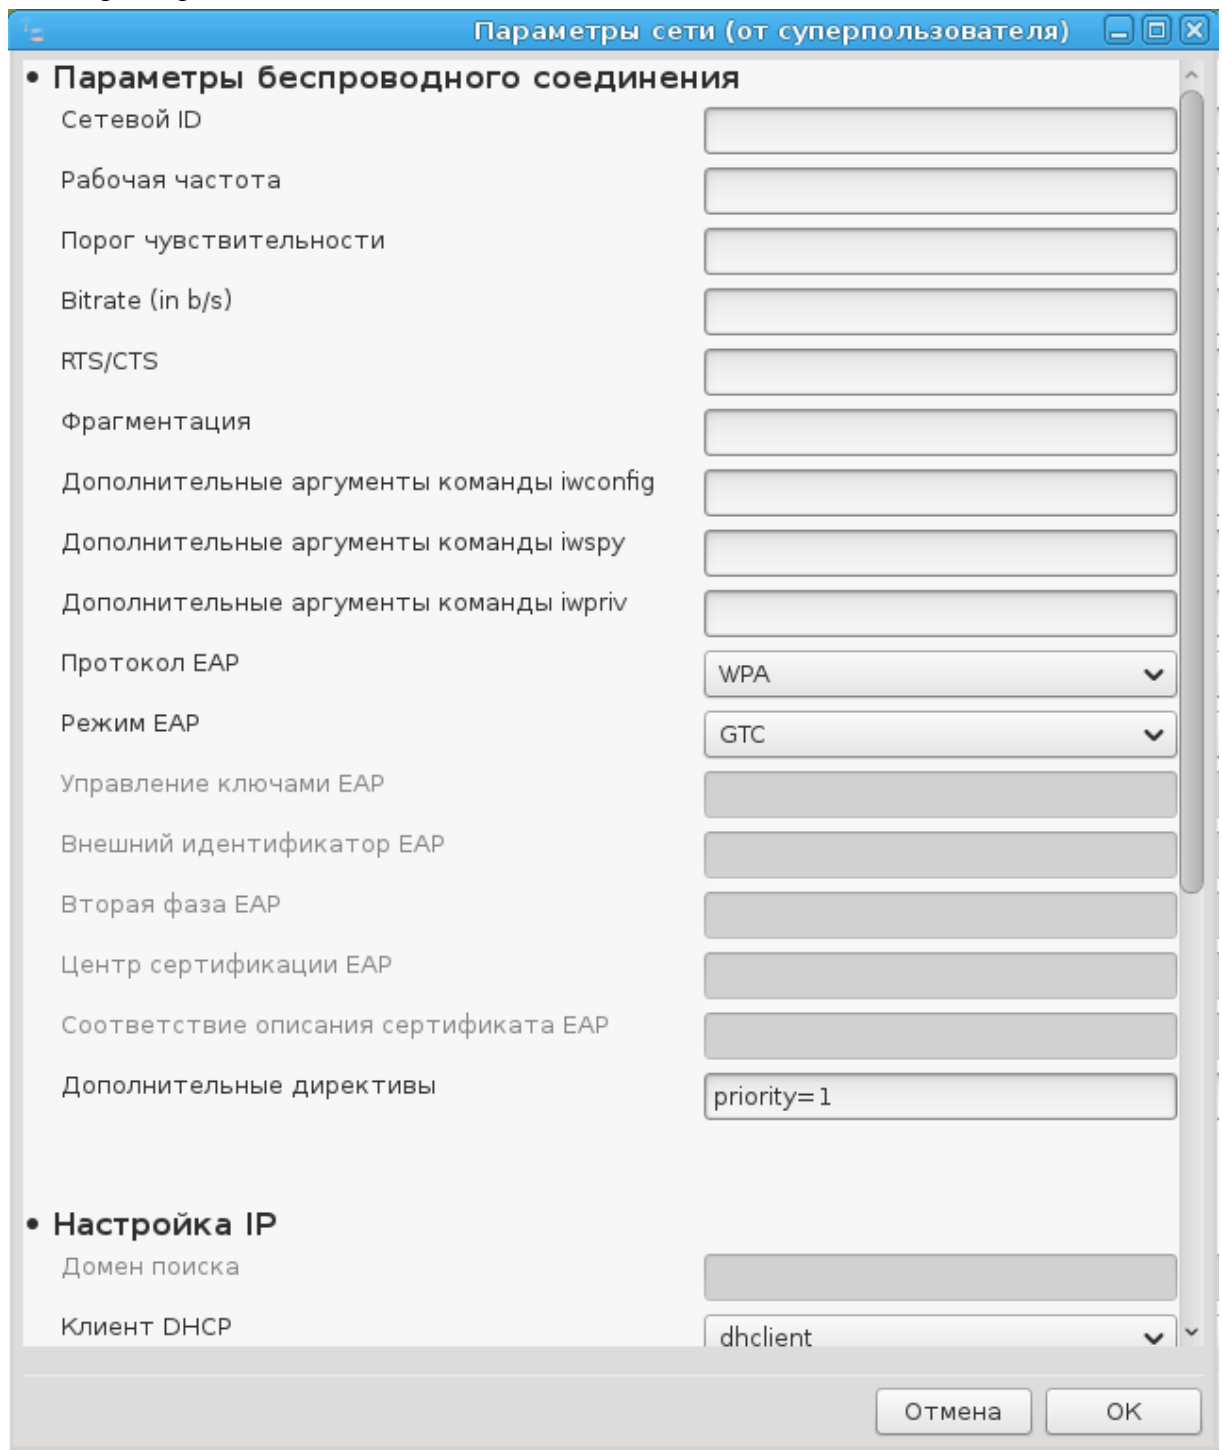 Параметры сети (от суперпользователя)
• Параметры беспроводного соединения
Сетевой ID
Рабочая частота
Порог чувствительности
Bitrate (in b/s)
RTS/CTS
Фрагментация
Дополнительные аргументы команды iwconfig
Дополнительные аргументы команды iwspy
Дополнительные аргументы команды iwpriv
Протокол EAP WPA
Режим EAP GTC
Управление ключами EAP
Внешний идентификатор EAP
Вторая фаза EAP
Центр сертификации EAP
Соответствие описания сертификата EAP
Дополнительные директивы priority=1
• Настройка IP
Домен поиска
Клиент DHCP dhclient
Отмена OK